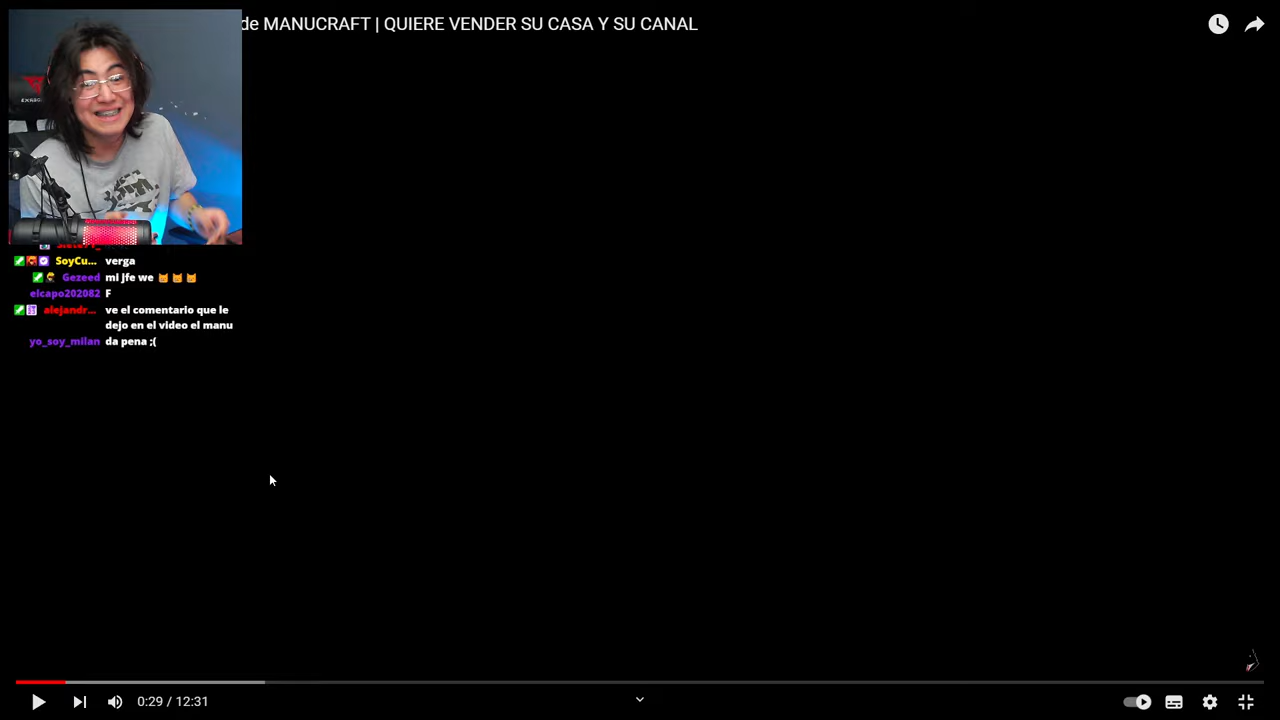 de MANUCRAFT | QUIERE VENDER SU CASA Y SU CANAL
SoyCu... verga
Gezeed mI Jfe we
elcapo202082 F
alejandr... ve el comentario que le
dejo en el video el manu
yo_soy_milan da pena ;(
0:29 / 12:31